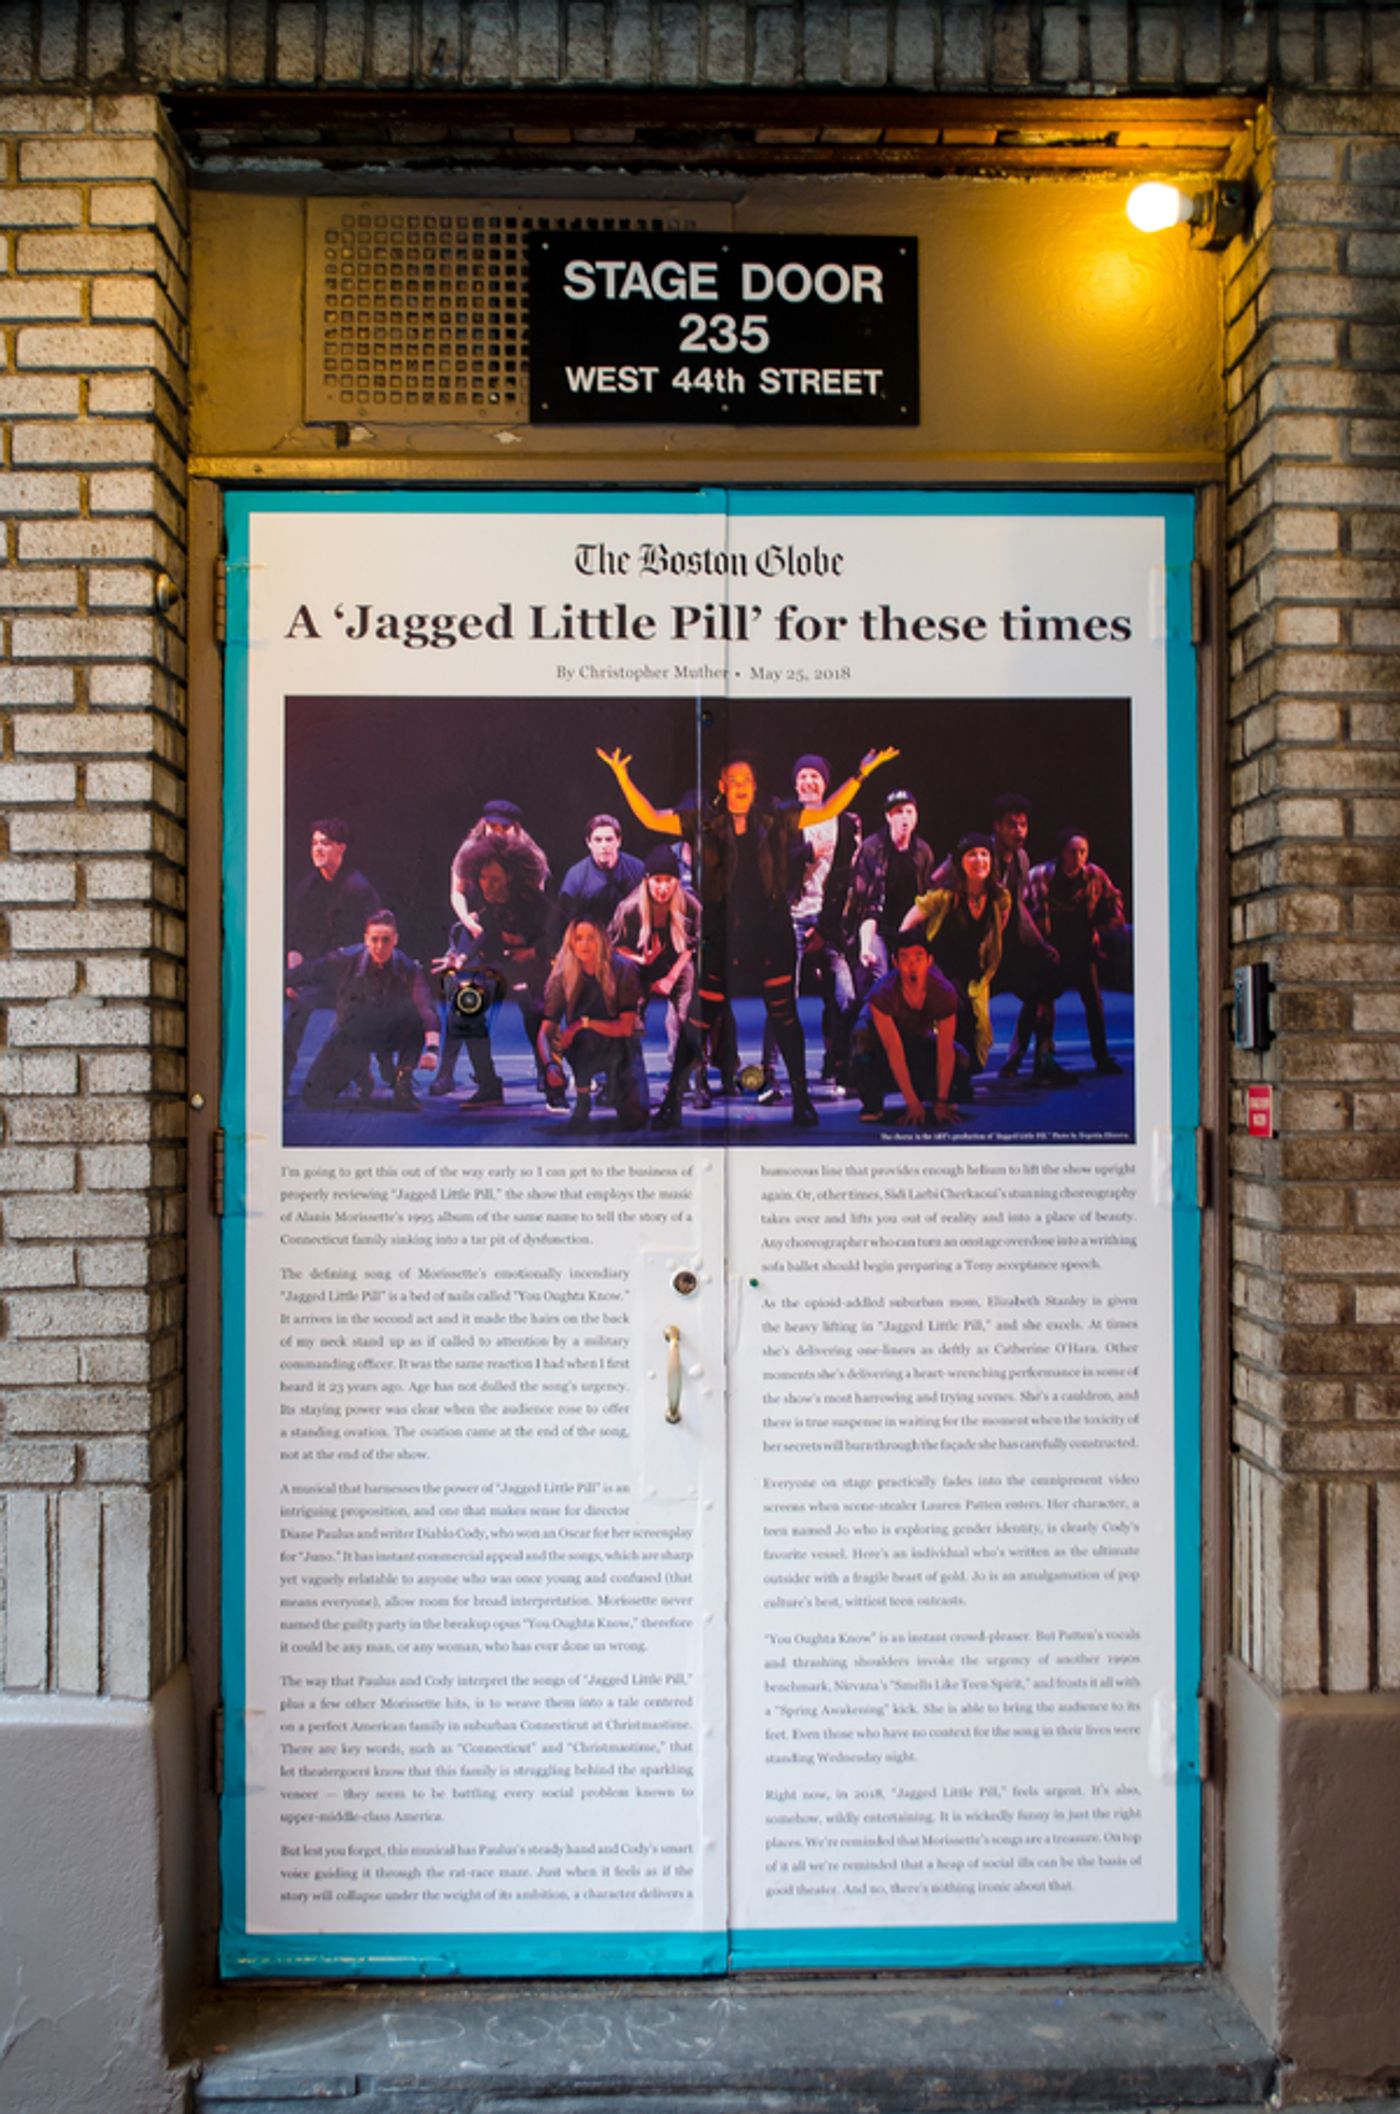 STAGE DOOR
235
WEST 44th STREET
The Boston Globe
A ‘Jagged Little Pill’ for these times
By Christopher Muther • May 25, 2018
The chorus in the ART's production of "Jagged Little Pill." Photo by Evgenia Eliseeva.
I'm going to get this out of the way early so I can get to the business of
properly reviewing “Jagged Little Pill,” the show that employs the music
of Alanis Morissette's 1995 album of the same name to tell the story of a
Connecticut family sinking into a tar pit of dysfunction.
The defining song of Morissette's emotionally incendiary
“Jagged Little Pill” is a bed of nails called “You Oughta Know.”
It arrives in the second act and it made the hairs on the back
of my neck stand up as if called to attention by a military
commanding officer. It was the same reaction I had when I first
heard it 23 years ago. Age has not dulled the song's urgency.
Its staying power was clear when the audience rose to offer
a standing ovation. The ovation came at the end of the song,
not at the end of the show.
A musical that harnesses the power of “Jagged Little Pill” is an
intriguing proposition, and one that makes sense for director
Diane Paulus and writer Diablo Cody, who won an Oscar for her screenplay
for “Juno.” It has instant commercial appeal and the songs, which are sharp
yet vaguely relatable to anyone who was once young and confused (that
means everyone), allow room for broad interpretation. Morissette never
named the guilty party in the breakup opus “You Oughta Know,” therefore
it could be any man, or any woman, who has ever done us wrong.
The way that Paulus and Cody interpret the songs of “Jagged Little Pill,”
plus a few other Morissette hits, is to weave them into a tale centered
on a perfect American family in suburban Connecticut at Christmastime.
There are key words, such as “Connecticut” and “Christmastime,” that
let theatergoers know that this family is struggling behind the sparkling
veneer — they seem to be battling every social problem known to
upper-middle-class America.
But lest you forget, this musical has Paulus's steady hand and Cody's smart
voice guiding it through the rat-race maze. Just when it feels as if the
story will collapse under the weight of its ambition, a character delivers a
humorous line that provides enough helium to lift the show upright
again. Or, other times, Sidi Larbi Cherkaoui's stunning choreography
takes over and lifts you out of reality and into a place of beauty.
Any choreographer who can turn an onstage overdose into a writhing
sofa ballet should begin preparing a Tony acceptance speech.
As the opioid-addled suburban mom, Elizabeth Stanley is given
the heavy lifting in “Jagged Little Pill,” and she excels. At times
she's delivering one-liners as deftly as Catherine O'Hara. Other
moments she's delivering a heart-wrenching performance in some of
the show's most harrowing and trying scenes. She's a cauldron, and
there is true suspense in waiting for the moment when the toxicity of
her secrets will burn through the façade she has carefully constructed.
Everyone on stage practically fades into the omnipresent video
screens when scene-stealer Lauren Patten enters. Her character, a
teen named Jo who is exploring gender identity, is clearly Cody's
favorite vessel. Here's an individual who's written as the ultimate
outsider with a fragile heart of gold. Jo is an amalgamation of pop
culture's best, wittiest teen outcasts.
“You Oughta Know” is an instant crowd-pleaser. But Patten's vocals
and thrashing shoulders invoke the urgency of another 1990s
benchmark, Nirvana's “Smells Like Teen Spirit,” and frosts it all with
a “Spring Awakening” kick. She is able to bring the audience to its
feet. Even those who have no context for the song in their lives were
standing Wednesday night.
Right now, in 2018, “Jagged Little Pill,” feels urgent. It's also,
somehow, wildly entertaining. It is wickedly funny in just the right
places. We're reminded that Morissette's songs are a treasure. On top
of it all we're reminded that a heap of social ills can be the basis of
good theater. And no, there's nothing ironic about that.
DOOR